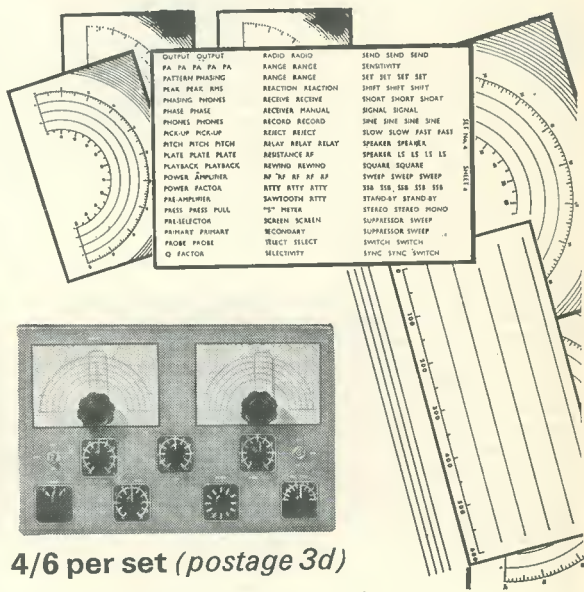 OUTPUT OUTPUT
PA PA PA PA PA
PATTERN PHASING
PEAK PEAK RMS
PHASING PHONES
PHASE PHASE
PHONES PHONES
PICK-UP PICK-UP
PITCH PITCH PITCH
PLATE PLATE PLATE
PLAYBACK PLAYBACK
POWER AMPLIFIER
POWER FACTOR
PRE-AMPLIFIER
PRESS PRESS PULL
PRE-SELECTOR
PRIMARY PRIMARY
PROBE PROBE
Q FACTOR
RADIO RADIO
RANGE RANGE
RANGE RANGE
REACTION REACTION
RECEIVE RECEIVE
RECEIVER MANUAL
RECORD RECORD
REJECT REJECT
RELAY RELAY RELAY
RESISTANCE RF
REWIND REWIND
RF RF RF RF RF
RTTY RTTY RTTY
SAWTOOTH RTTY
"S" METER
SCREEN SCREEN
SECONDARY
SELECT SELECT
SELECTIVITY
SEND SEND SEND
SENSITIVITY
SET SET SET SET
SHIFT SHIFT SHIFT
SHORT SHORT SHORT
SIGNAL SIGNAL
SINE SINE SINE SINE
SLOW SLOW FAST FAST
SPEAKER SPEAKER
SPEAKER LS LS LS LS
SQUARE SQUARE
SWEEP SWEEP SWEEP
SSB SSB SSB SSB SSB
STAND-BY STAND-BY
STEREO STEREO MONO
SUPPRESSOR SWEEP
SUPPRESSOR SWEEP
SWITCH SWITCH
SYNC SYNC SWITCH
SET No. 4 SHEET
0
100
200
300
400
500
4/6 per set (postage 3d)